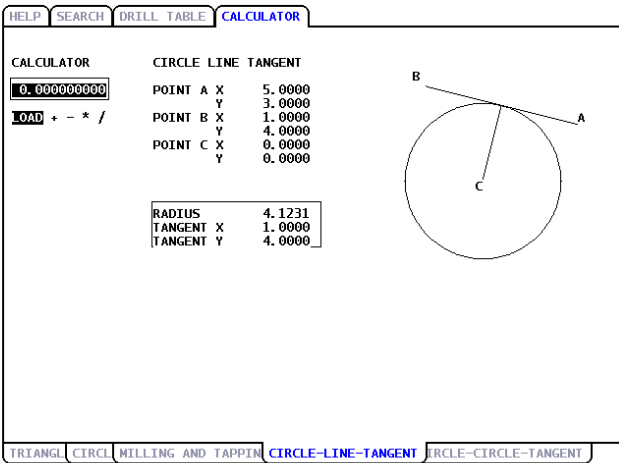 HELP SEARCH DRILL TABLE CALCULATOR
CALCULATOR
0.000000000
LOAD + - * /
CIRCLE LINE TANGENT
POINT A X 5.0000
Y 3.0000
POINT B X 1.0000
Y 4.0000
POINT C X 0.0000
Y 0.0000
RADIUS 4.1231
TANGENT X 1.0000
TANGENT Y 4.0000
B
A
C
TRIANGL CIRCL MILLING AND TAPPIN CIRCLE-LINE-TANGENT IRCLE-CIRCLE-TANGENT